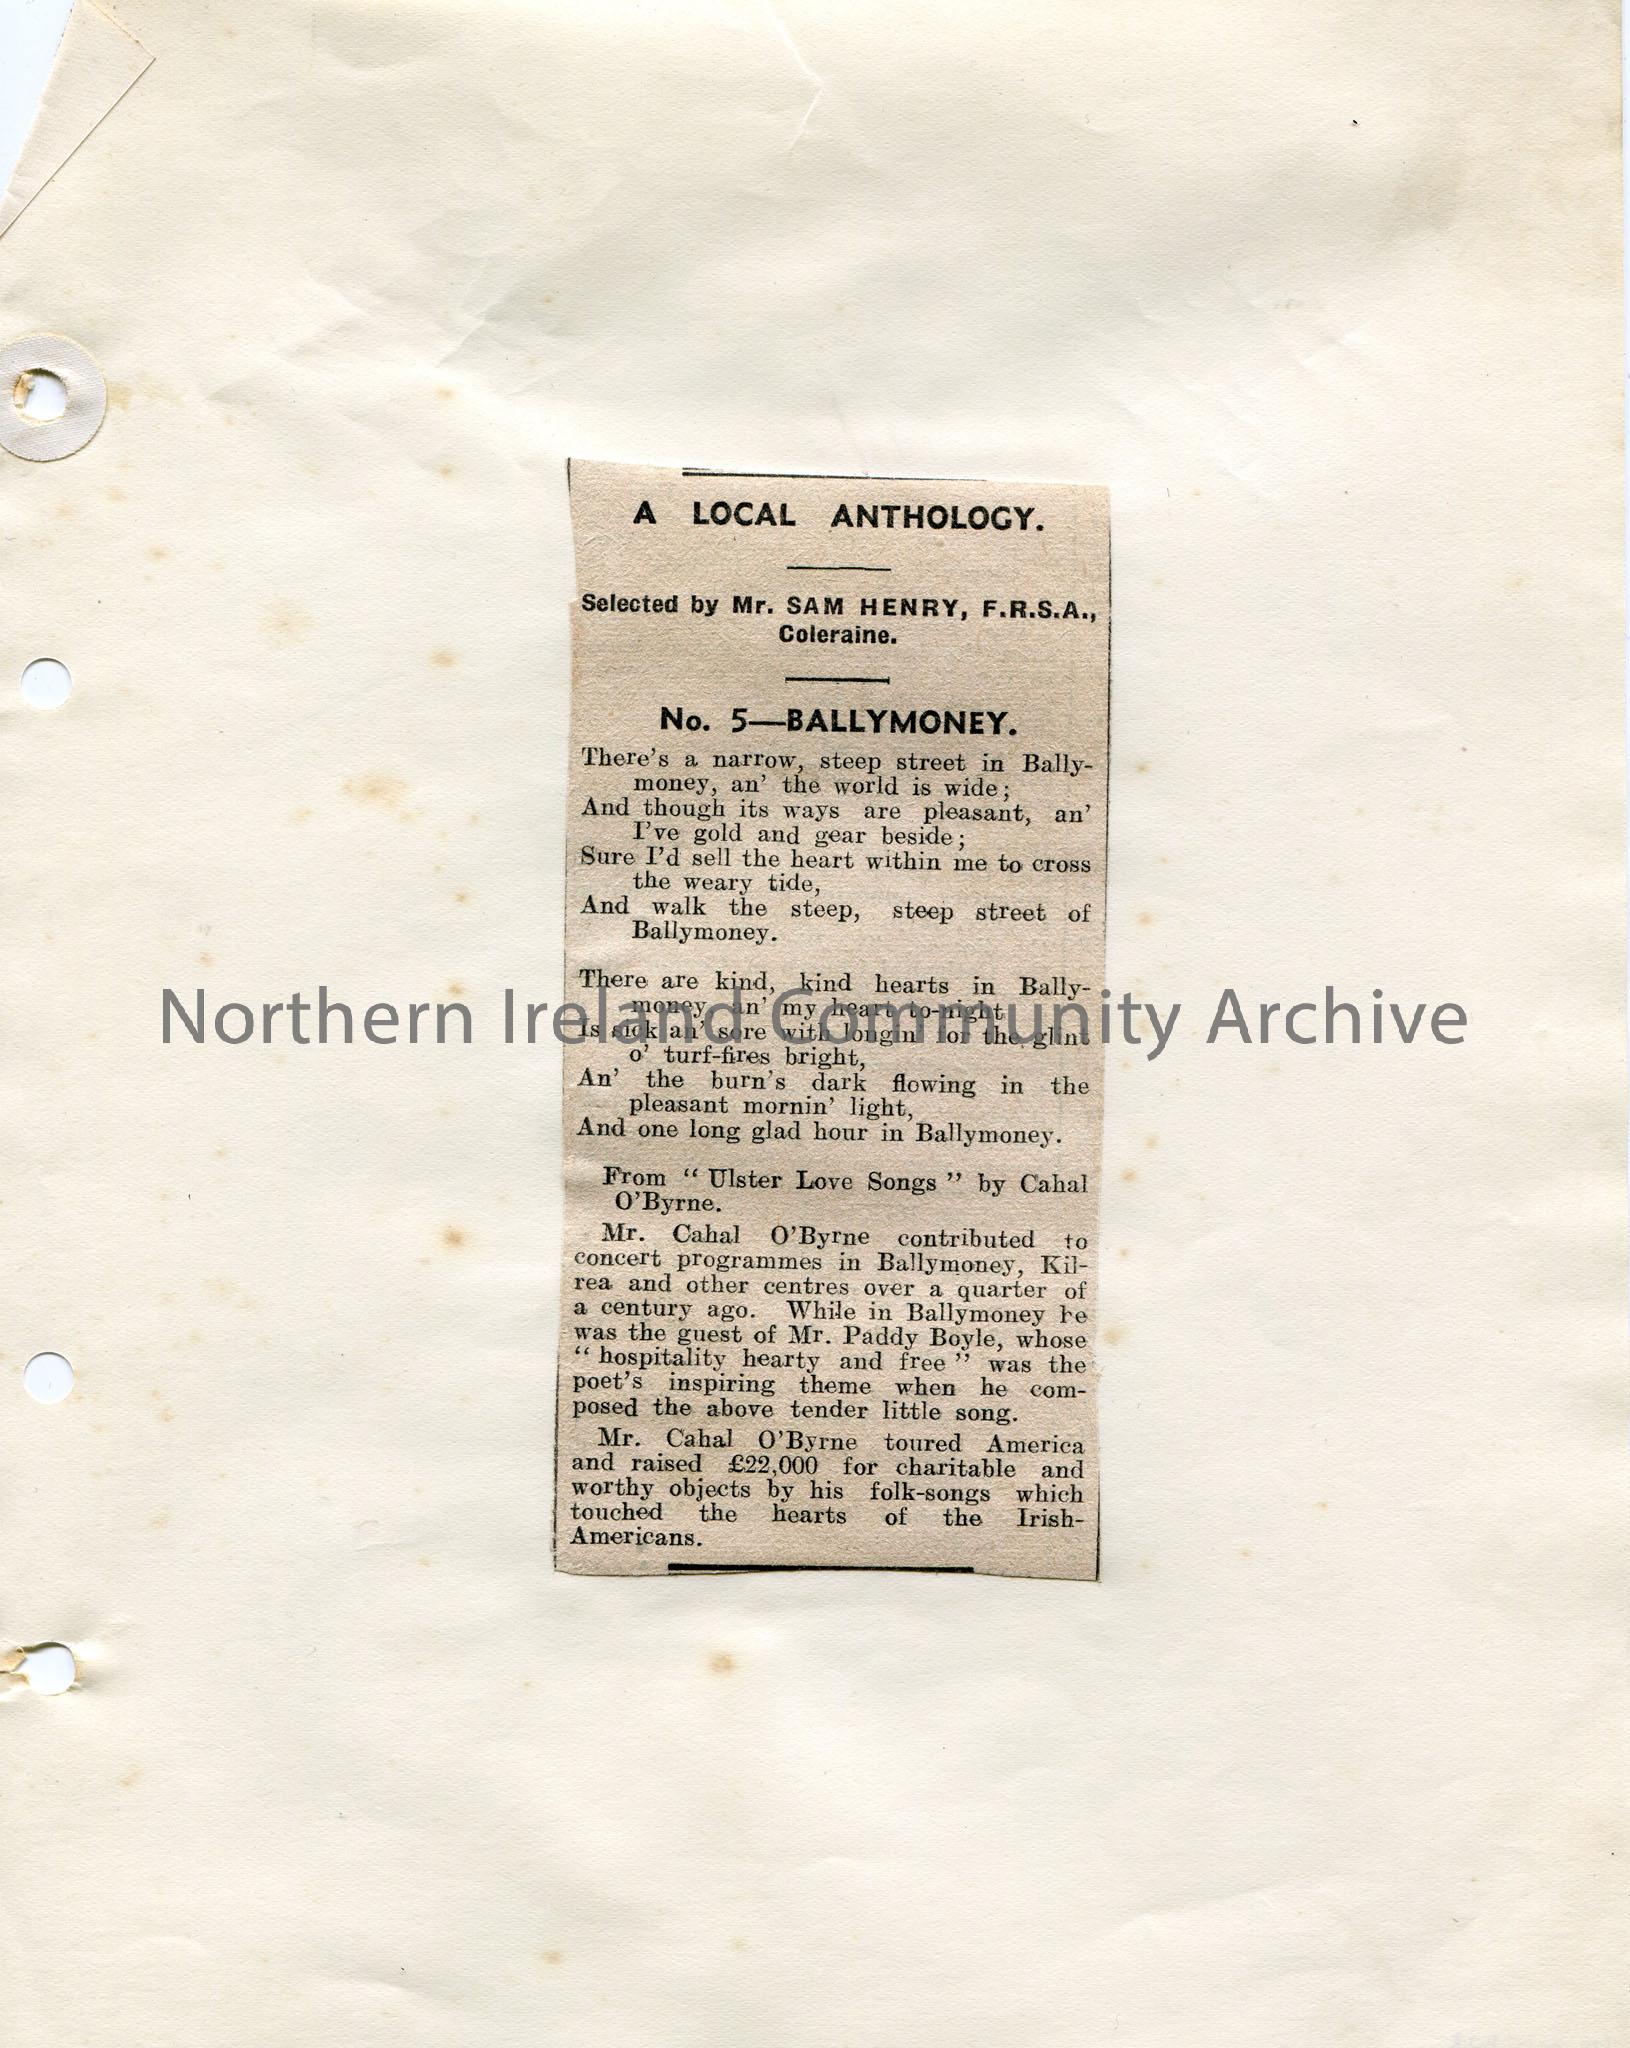 A LOCAL ANTHOLOGY.
Selected by Mr. SAM HENRY, F.R.S.A.,
Coleraine.
No. 5—BALLYMONEY.
There's a narrow, steep street in Bally-
money, an' the world is wide;
And though its ways are pleasant, an'
I've gold and gear beside;
Sure I'd sell the heart within me to cross
the weary tide,
And walk the steep, steep street of
Ballymoney.
There are kind, kind hearts in Bally-
money an' my heart to-night
Northern Ireland Community Archive
Is sick an' sore with longin' for the glint
o' turf-fires bright,
An' the burn's dark flowing in the
pleasant mornin' light,
And one long glad hour in Ballymoney.
From “Ulster Love Songs” by Cahal
O'Byrne.
Mr. Cahal O'Byrne contributed to
concert programmes in Ballymoney, Kil-
rea and other centres over a quarter of
a century ago. While in Ballymoney he
was the guest of Mr. Paddy Boyle, whose
“hospitality hearty and free” was the
poet's inspiring theme when he com-
posed the above tender little song.
Mr. Cahal O'Byrne toured America
and raised £22,000 for charitable and
worthy objects by his folk-songs which
touched the hearts of the Irish-
Americans.